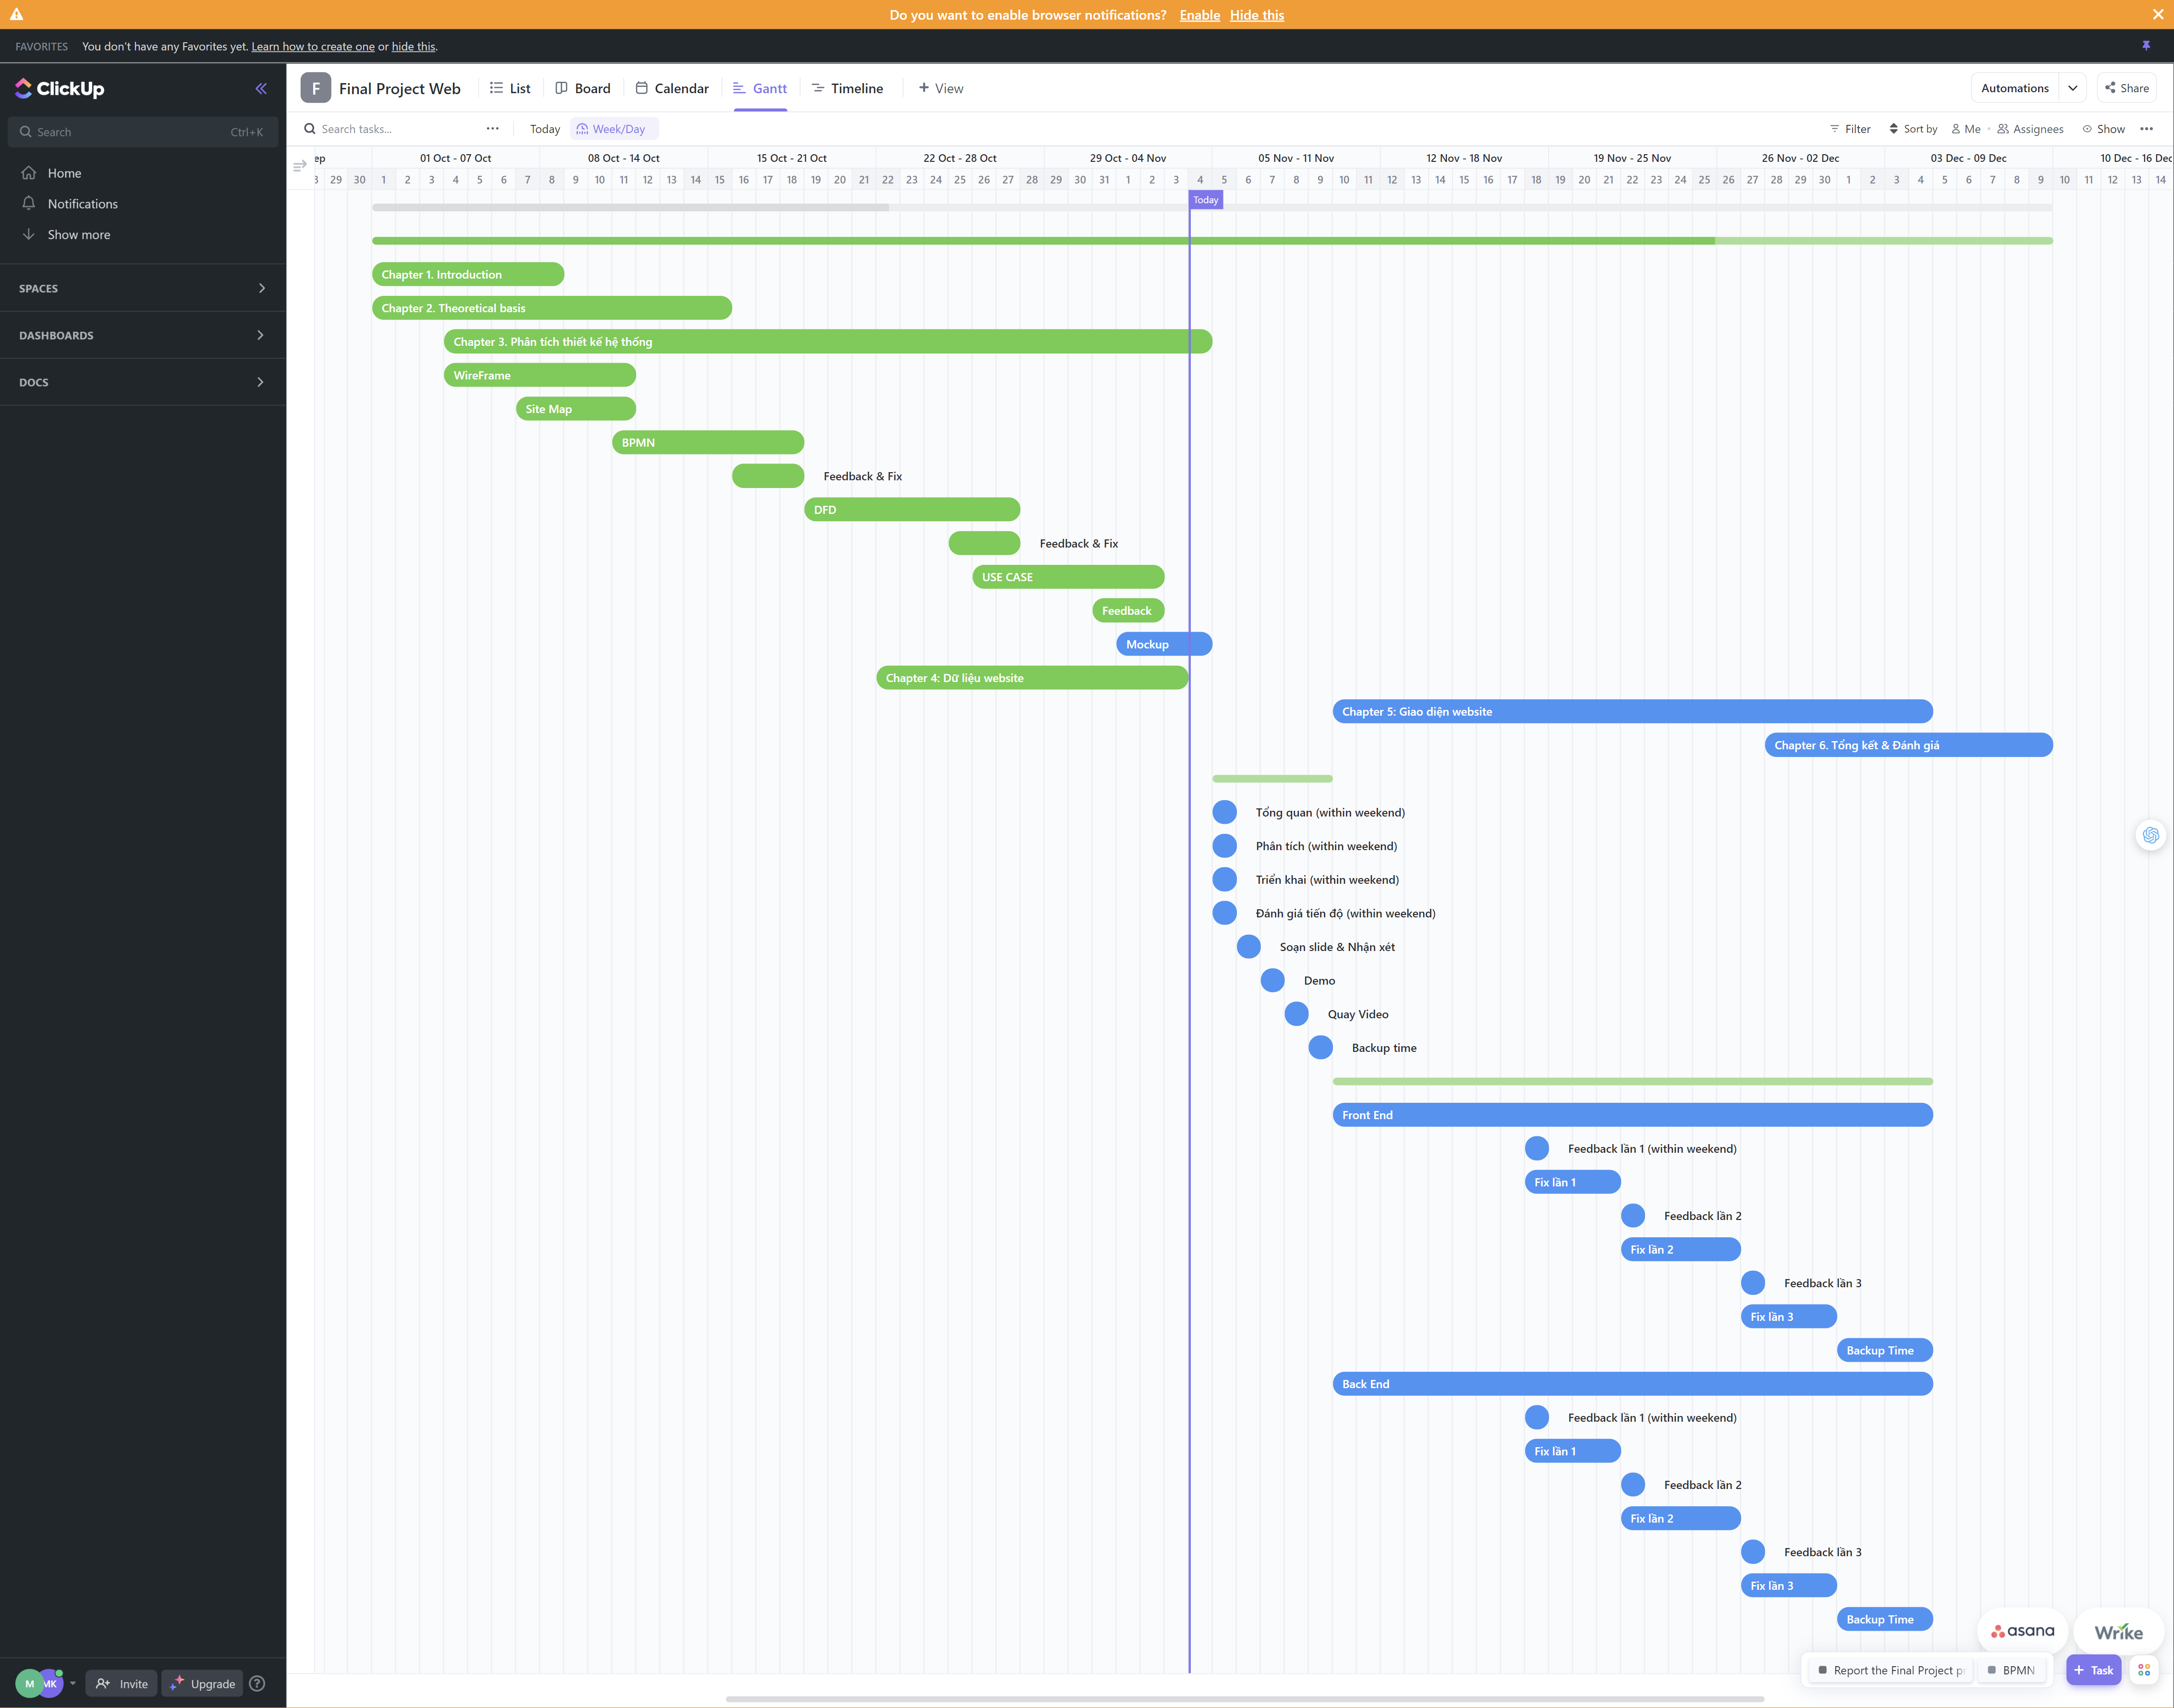 Do you want to enable browser notifications? Enable Hide this
FAVORITES You don't have any Favorites yet. Learn how to create one or hide this.
ClickUp
Search Ctrl+K
Home
Notifications
Show more
SPACES
DASHBOARDS
DOCS
M MK Invite Upgrade ?
F Final Project Web List Board Calendar Gantt Timeline + View Automations Share
Search tasks... Today Week/Day Filter Sort by Me Assignees Show
ep 01 Oct - 07 Oct 08 Oct - 14 Oct 15 Oct - 21 Oct 22 Oct - 28 Oct 29 Oct - 04 Nov 05 Nov - 11 Nov 12 Nov - 18 Nov 19 Nov - 25 Nov 26 Nov - 02 Dec 03 Dec - 09 Dec 10 Dec - 16 Dec
29 30 1 2 3 4 5 6 7 8 9 10 11 12 13 14 15 16 17 18 19 20 21 22 23 24 25 26 27 28 29 30 31 1 2 3 4 5 6 7 8 9 10 11 12 13 14 15 16 17 18 19 20 21 22 23 24 25 26 27 28 29 30 1 2 3 4 5 6 7 8 9 10 11 12 13 14
Today
Chapter 1. Introduction
Chapter 2. Theoretical basis
Chapter 3. Phân tích thiết kế hệ thống
WireFrame
Site Map
BPMN
Feedback & Fix
DFD
Feedback & Fix
USE CASE
Feedback
Mockup
Chapter 4: Dữ liệu website
Chapter 5: Giao diện website
Chapter 6. Tổng kết & Đánh giá
Tổng quan (within weekend)
Phân tích (within weekend)
Triển khai (within weekend)
Đánh giá tiến độ (within weekend)
Soạn slide & Nhận xét
Demo
Quay Video
Backup time
Front End
Feedback lần 1 (within weekend)
Fix lần 1
Feedback lần 2
Fix lần 2
Feedback lần 3
Fix lần 3
Backup Time
Back End
Feedback lần 1 (within weekend)
Fix lần 1
Feedback lần 2
Fix lần 2
Feedback lần 3
Fix lần 3
Backup Time
asana Wrike
Report the Final Project BPMN + Task